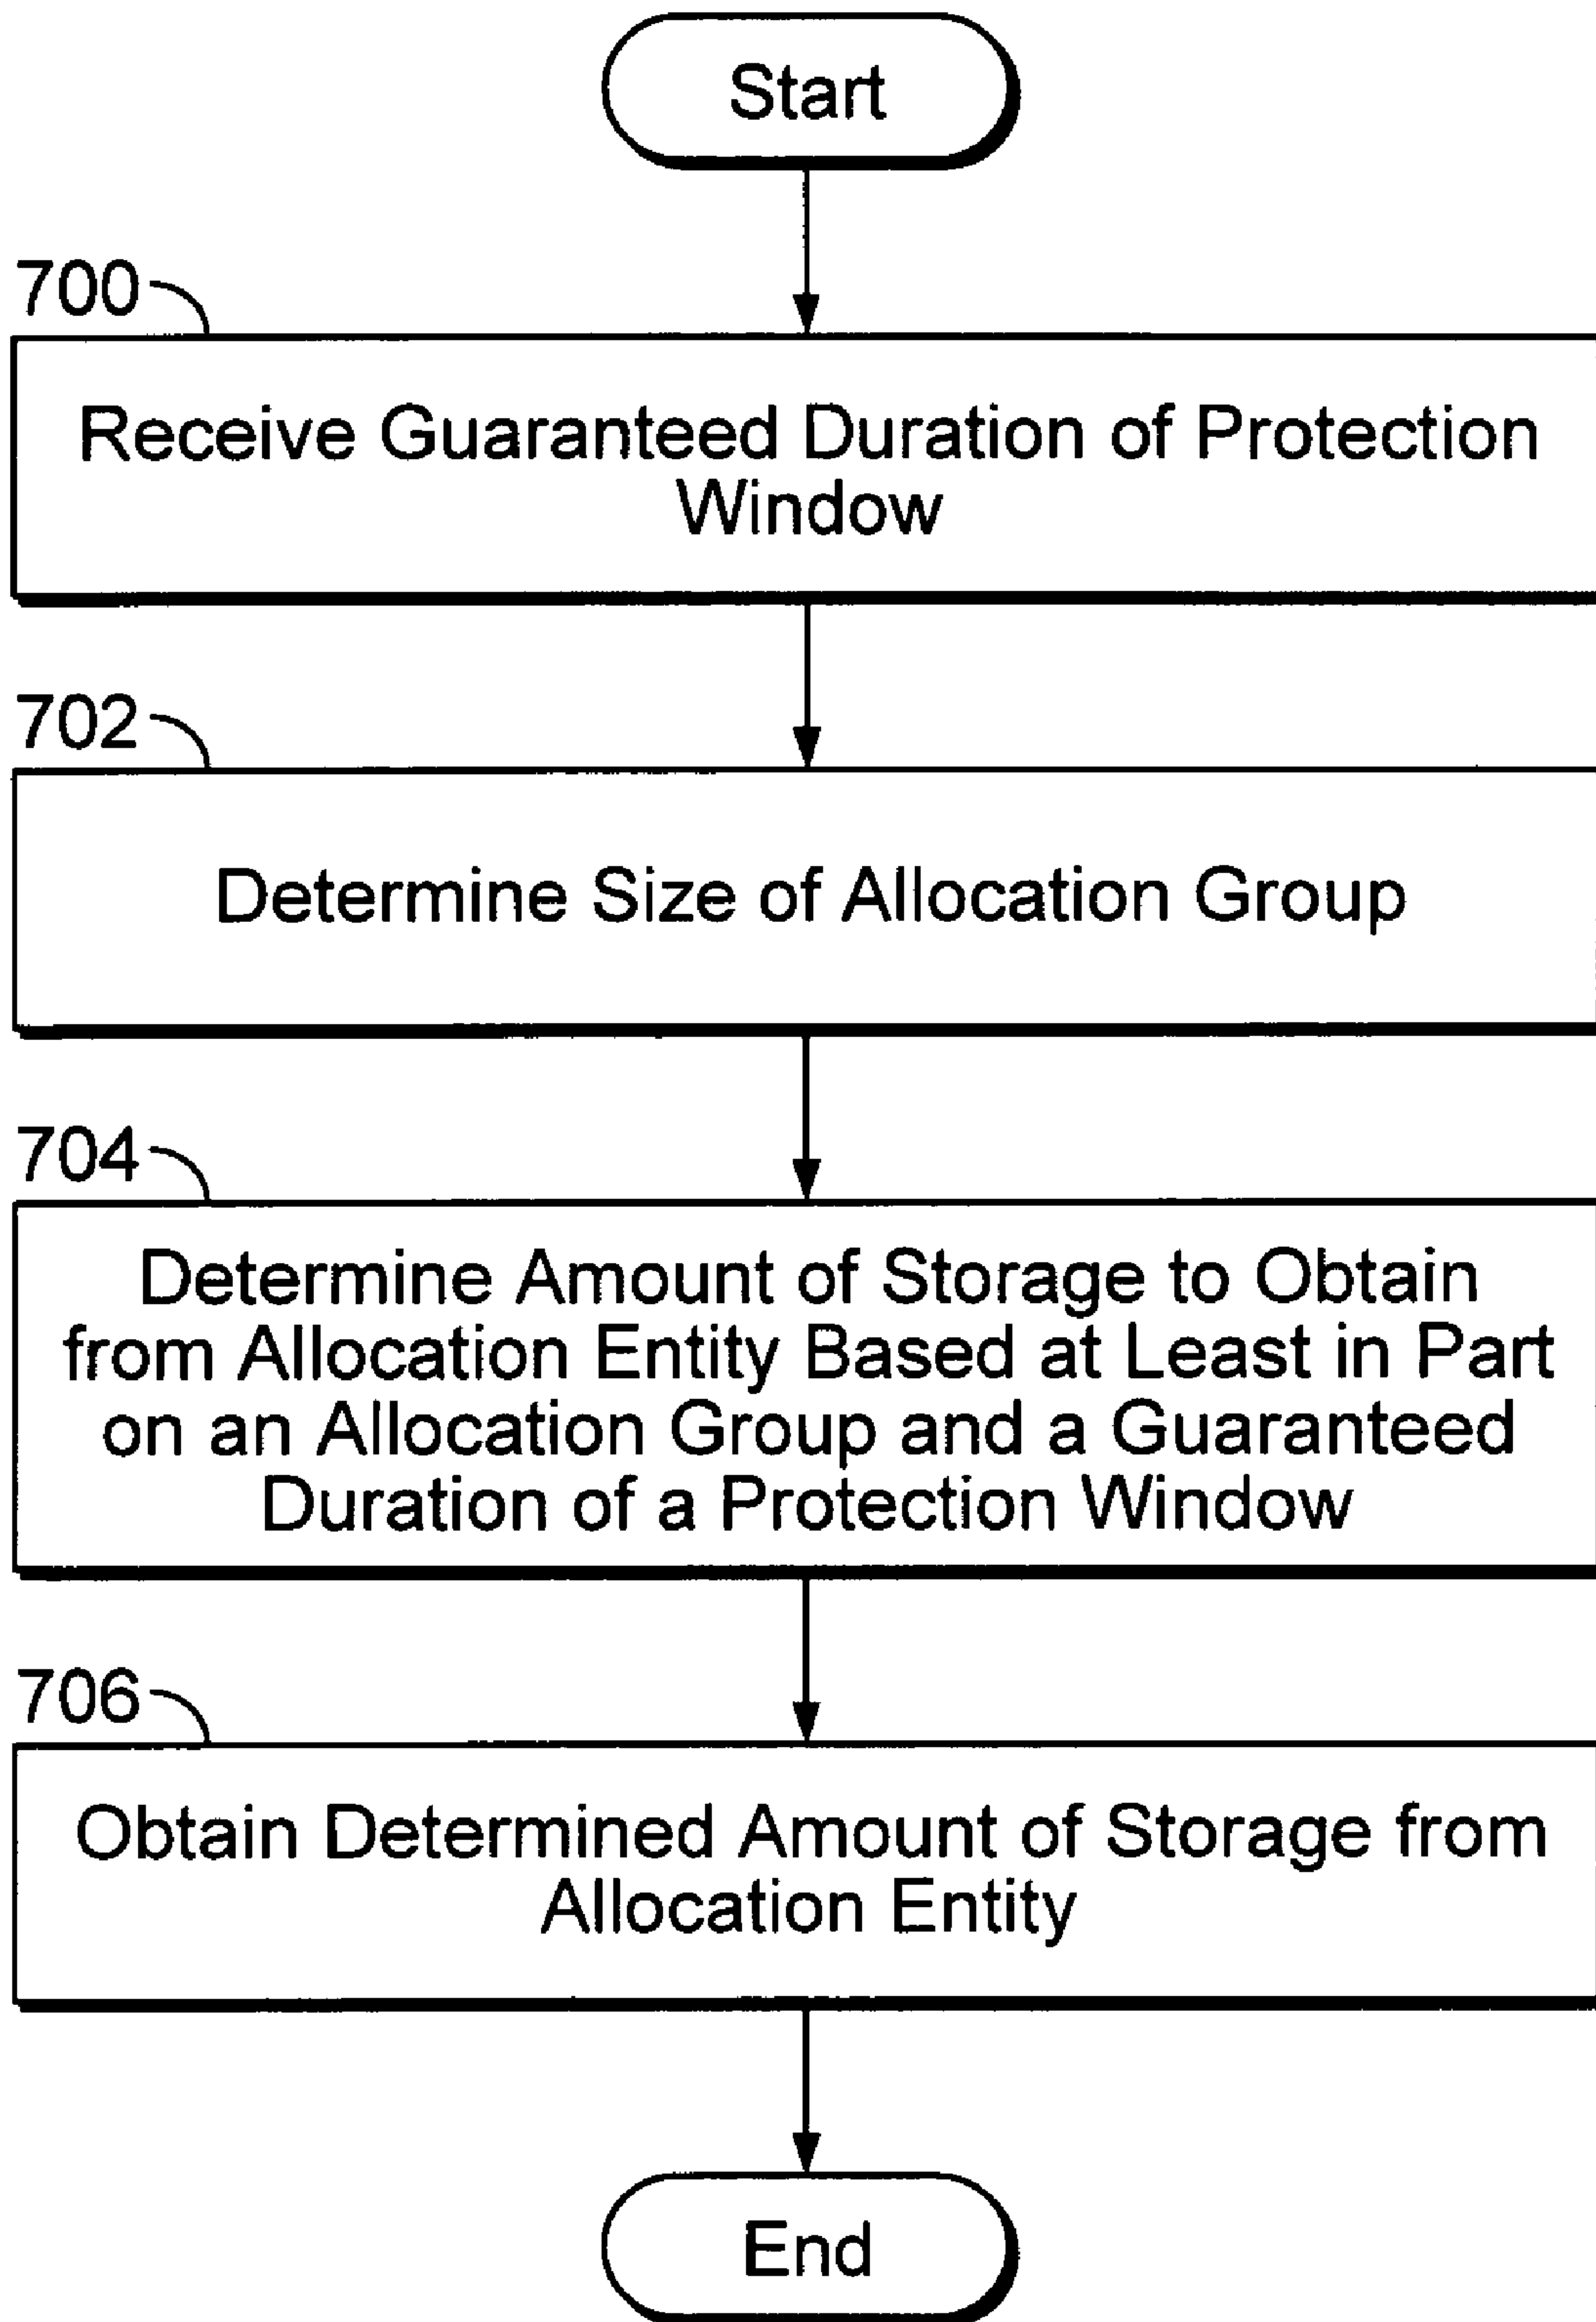 Start
700
Receive Guaranteed Duration of Protection
Window
702
Determine Size of Allocation Group
704
Determine Amount of Storage to Obtain
from Allocation Entity Based at Least in Part
on an Allocation Group and a Guaranteed
Duration of a Protection Window
706
Obtain Determined Amount of Storage from
Allocation Entity
End